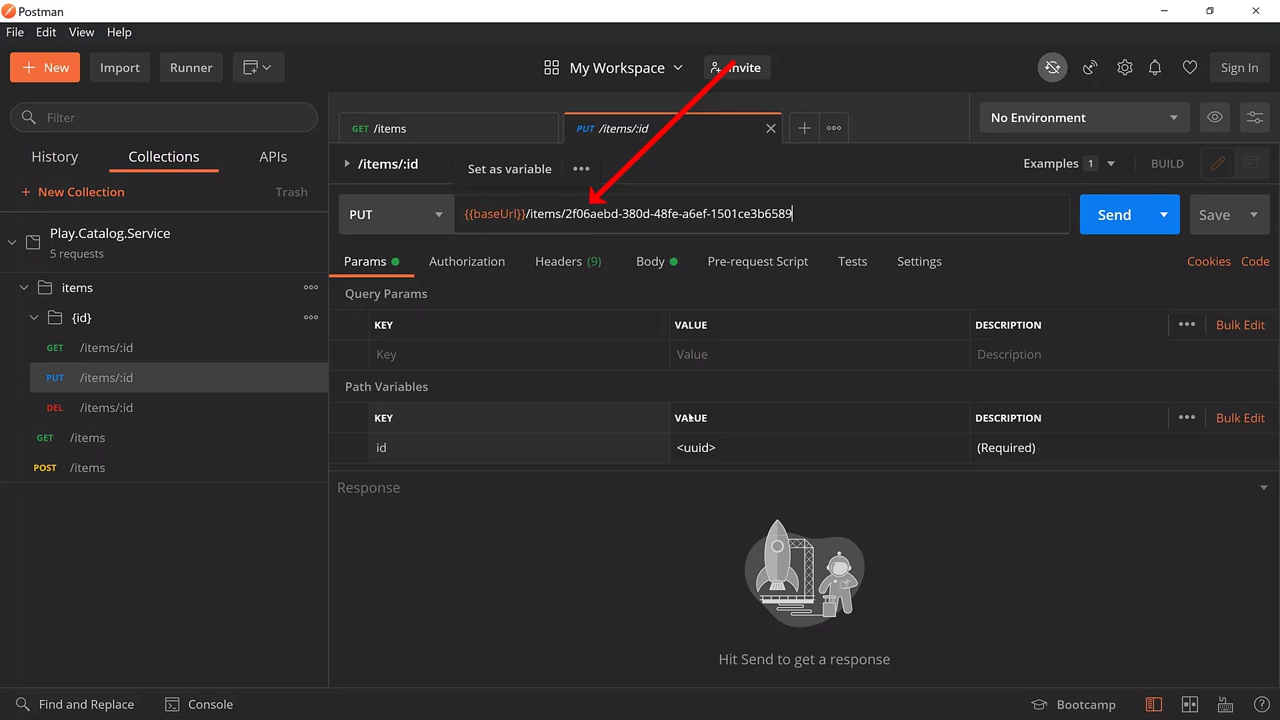 Postman
File Edit View Help
New Import Runner My Workspace Invite Sign In
Filter
History Collections APIs
New Collection Trash
Play.Catalog.Service
5 requests
items
{id}
GET /items/:id
PUT /items/:id
DEL /items/:id
GET /items
POST /items
GET /items PUT /items/:id No Environment
/items/:id Set as variable Examples 1 BUILD
PUT {{baseUrl}}/items/2f06aebd-380d-48fe-a6ef-1501ce3b6589 Send Save
Params Authorization Headers (9) Body Pre-request Script Tests Settings Cookies Code
Query Params
KEY VALUE DESCRIPTION Bulk Edit
Key Value Description
Path Variables
KEY VALUE DESCRIPTION Bulk Edit
id <uuid> (Required)
Response
Hit Send to get a response
Find and Replace Console Bootcamp